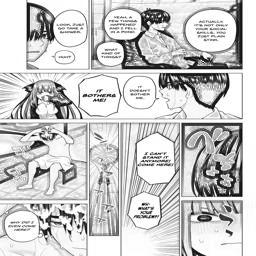 ACTUALLY
IT'S NOT ONLY
YOUR SOCIAL
SKILLS. YOU
JUST PLAIN
STINK.
YEAH. A
FEW THINGS
HAPPENED
AND I FELL
IN A POND.
WHAT
KIND OF
THINGS?
LOOK, JUST
GO TAKE A
SHOWER.
HUH?
DOESN'T
BOTHER
ME.
IT
BOTHERS
ME!
I CAN'T
STAND IT
ANYMORE!
COME HERE!
WH-
WHAT'S
YOUR
PROBLEM?!
WHY DID I
EVEN COME
HERE?